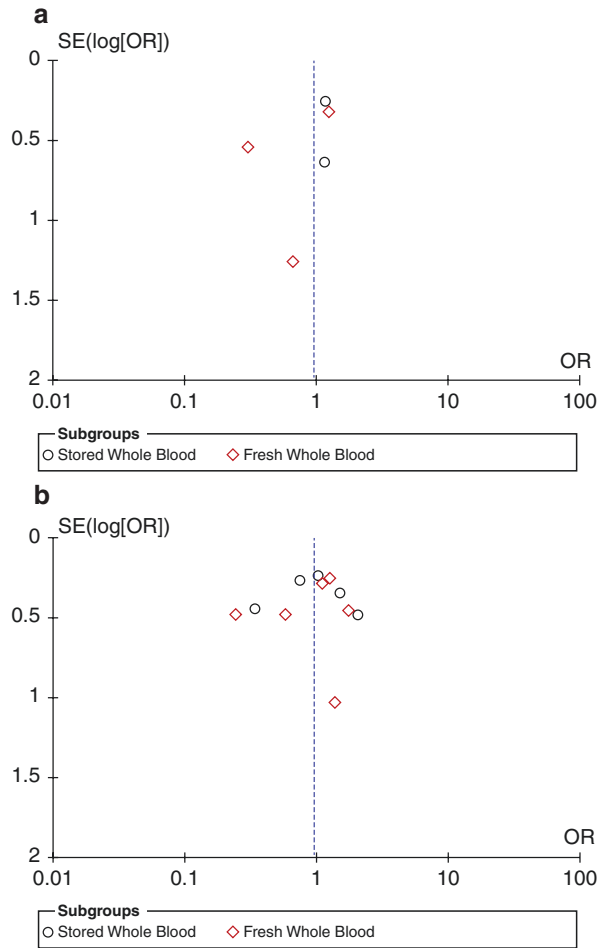 a
SE(log[OR])
0
0.5
1
1.5
2
OR
0.01 0.1 1 10 100
Subgroups
Stored Whole Blood Fresh Whole Blood
b
SE(log[OR])
0
0.5
1
1.5
2
OR
0.01 0.1 1 10 100
Subgroups
Stored Whole Blood Fresh Whole Blood